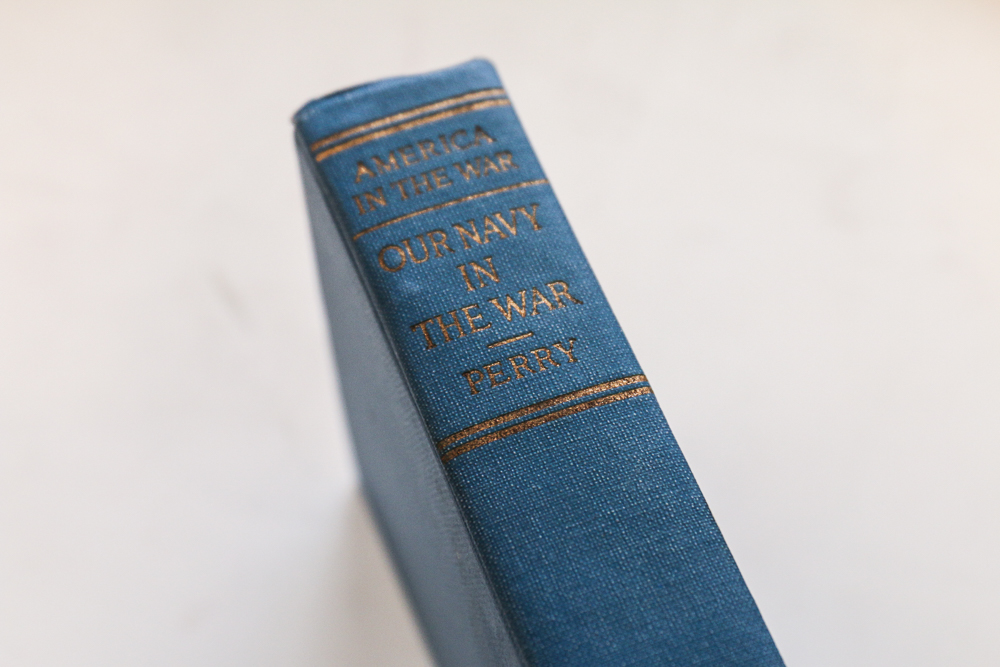 AMERICA
IN THE WAR
OUR NAVY
IN
THE WAR
PERRY